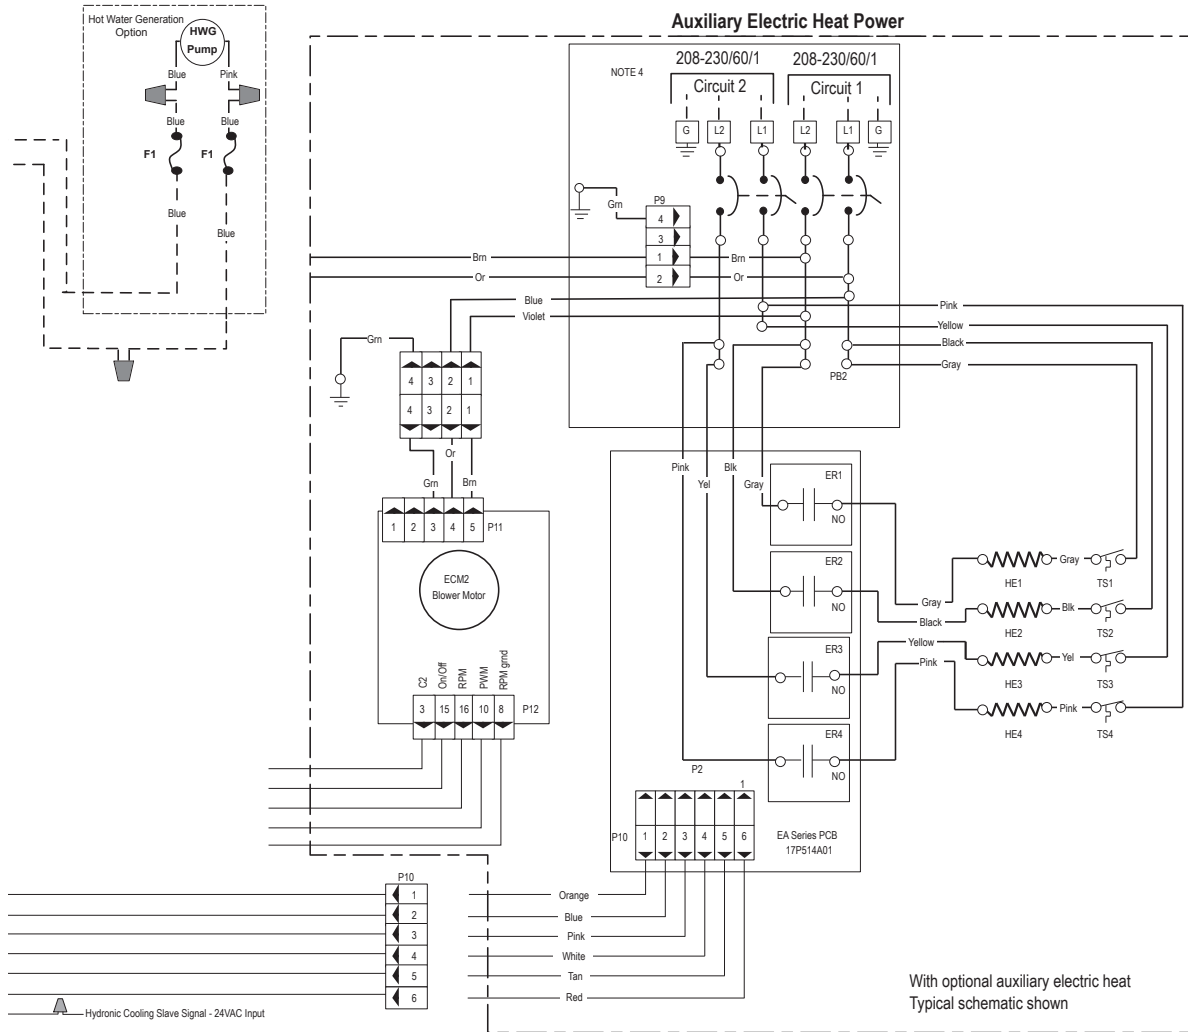 Auxiliary Electric Heat Power
Hot Water Generation
Option
HWG
Pump
Blue
Pink
Blue
Blue
F1
F1
Blue
Blue
NOTE 4
208-230/60/1
208-230/60/1
Circuit 2
Circuit 1
G
L2
L1
L2
L1
G
Grn
P9
4
3
1
2
Brn
Brn
Or
Or
Blue
Violet
Pink
Yellow
Black
Gray
PB2
Grn
4
3
2
1
4
3
2
1
Or
Grn
Brn
1
2
3
4
5
P11
ECM2
Blower Motor
C2
On/Off
RPM
PWM
RPM grnd
3
15
16
10
8
P12
Pink
Yel
Blk
Gray
ER1
NO
ER2
NO
ER3
NO
ER4
NO
Gray
Black
Yellow
Pink
Gray
HE1
TS1
Blk
HE2
TS2
Yel
HE3
TS3
Pink
HE4
TS4
P2
1
P10
1
2
3
4
5
6
EA Series PCB
17P514A01
P10
1
2
3
4
5
6
Orange
Blue
Pink
White
Tan
Red
Hydronic Cooling Slave Signal - 24VAC Input
With optional auxiliary electric heat
Typical schematic shown